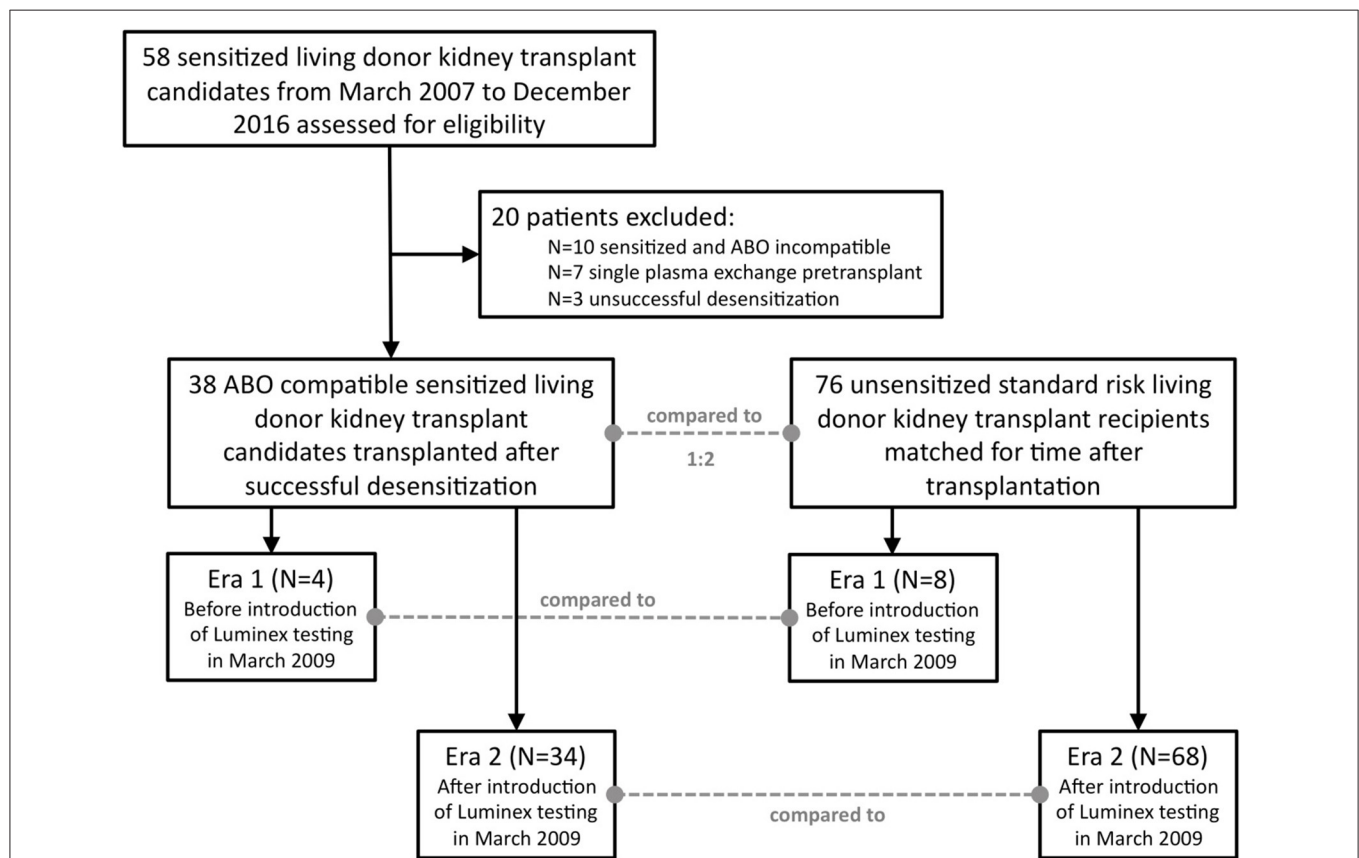 58 sensitized living donor kidney transplant
candidates from March 2007 to December
2016 assessed for eligibility
20 patients excluded:
N=10 sensitized and ABO incompatible
N=7 single plasma exchange pretransplant
N=3 unsuccessful desensitization
38 ABO compatible sensitized living
donor kidney transplant
candidates transplanted after
successful desensitization
compared to
1:2
76 unsensitized standard risk living
donor kidney transplant recipients
matched for time after
transplantation
Era 1 (N=4)
Before introduction
of Luminex testing
in March 2009
compared to
Era 1 (N=8)
Before introduction
of Luminex testing
in March 2009
Era 2 (N=34)
After introduction
of Luminex testing
in March 2009
compared to
Era 2 (N=68)
After introduction
of Luminex testing
in March 2009